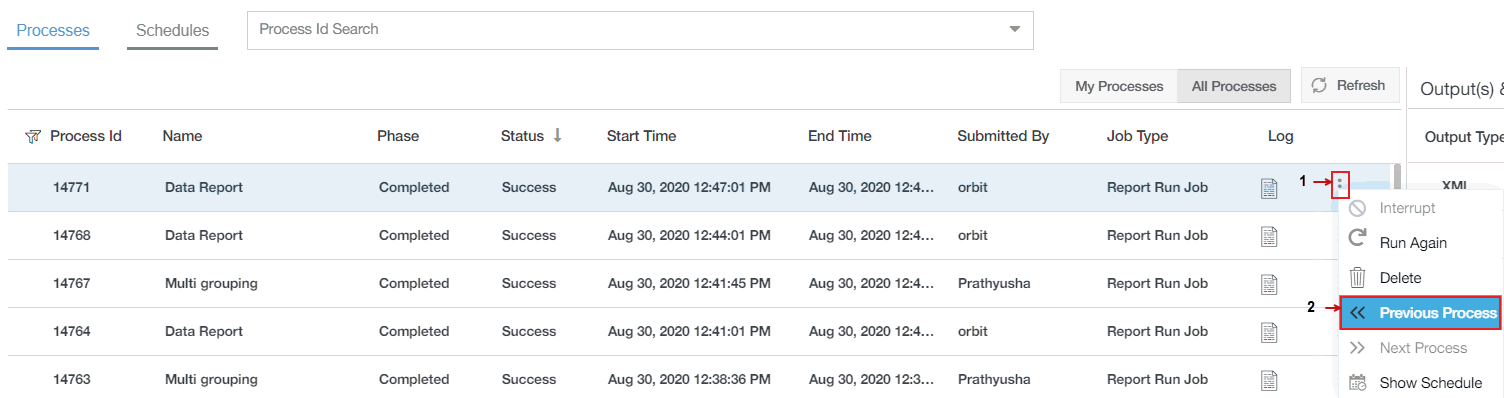 Processes Schedules Process Id Search
My Processes All Processes Refresh Output(s) &
Process Id Name Phase Status Start Time End Time Submitted By Job Type Log Output Type
14771 Data Report Completed Success Aug 30, 2020 12:47:01 PM Aug 30, 2020 12:4... orbit Report Run Job 1 XML
Interrupt
14768 Data Report Completed Success Aug 30, 2020 12:44:01 PM Aug 30, 2020 12:4... orbit Report Run Job
Run Again
14767 Multi grouping Completed Success Aug 30, 2020 12:41:45 PM Aug 30, 2020 12:4... Prathyusha Report Run Job
Delete
2 Previous Process
14764 Data Report Completed Success Aug 30, 2020 12:41:01 PM Aug 30, 2020 12:4... orbit Report Run Job
Next Process
14763 Multi grouping Completed Success Aug 30, 2020 12:38:36 PM Aug 30, 2020 12:3... Prathyusha Report Run Job
Show Schedule